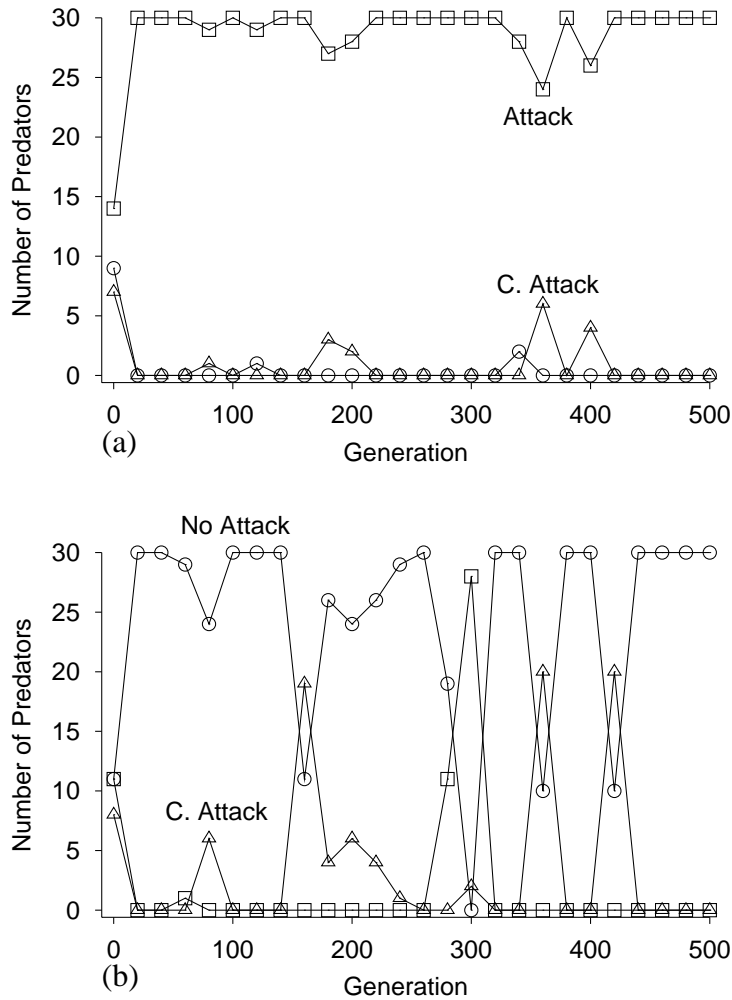 30
25
20
15
10
5
0
Number of Predators
Attack
C. Attack
0 100 200 300 400 500
(a)
Generation
No Attack
30
25
20
15
10
5
0
Number of Predators
C. Attack
0 100 200 300 400 500
(b)
Generation